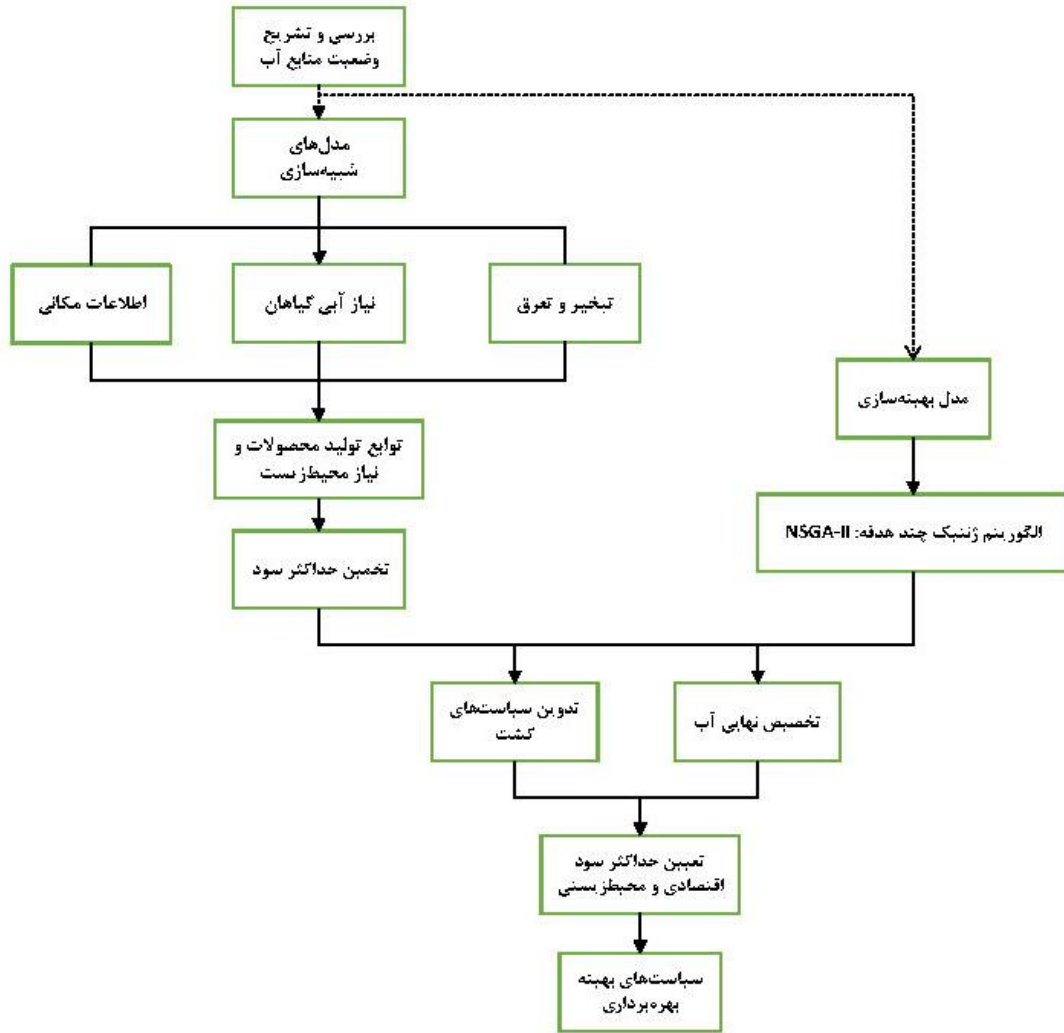 بررسی و تشریح
وضعیت منابع آب
مدل‌های
شبیه‌سازی
تبخیر و تعرق
نیاز آبی گیاهان
اطلاعات مکانی
مدل بهینه‌سازی
توابع تولید محصولات و
نیاز محیط‌زیست
الگوریتم ژنتیک چند هدفه: NSGA-II
تخمین حداکثر سود
تخصیص نهایی آب
تدوین سیاست‌های
کشت
تعیین حداکثر سود
اقتصادی و محیط‌زیستی
سیاست‌های بهینه
بهره‌برداری